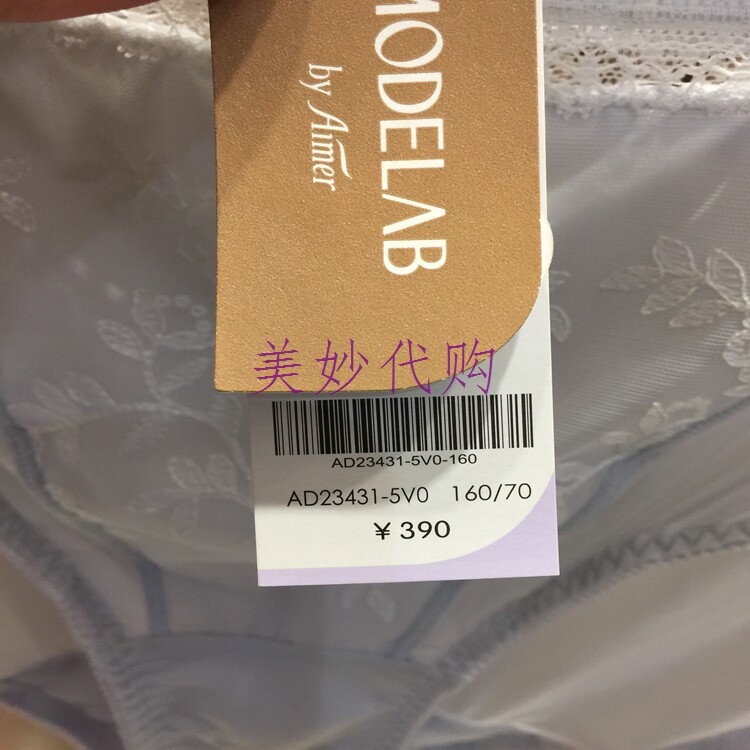 MODELAB
by Aimer
美妙代购
AD23431-5V0-160
AD23431-5V0 160/70
¥ 390